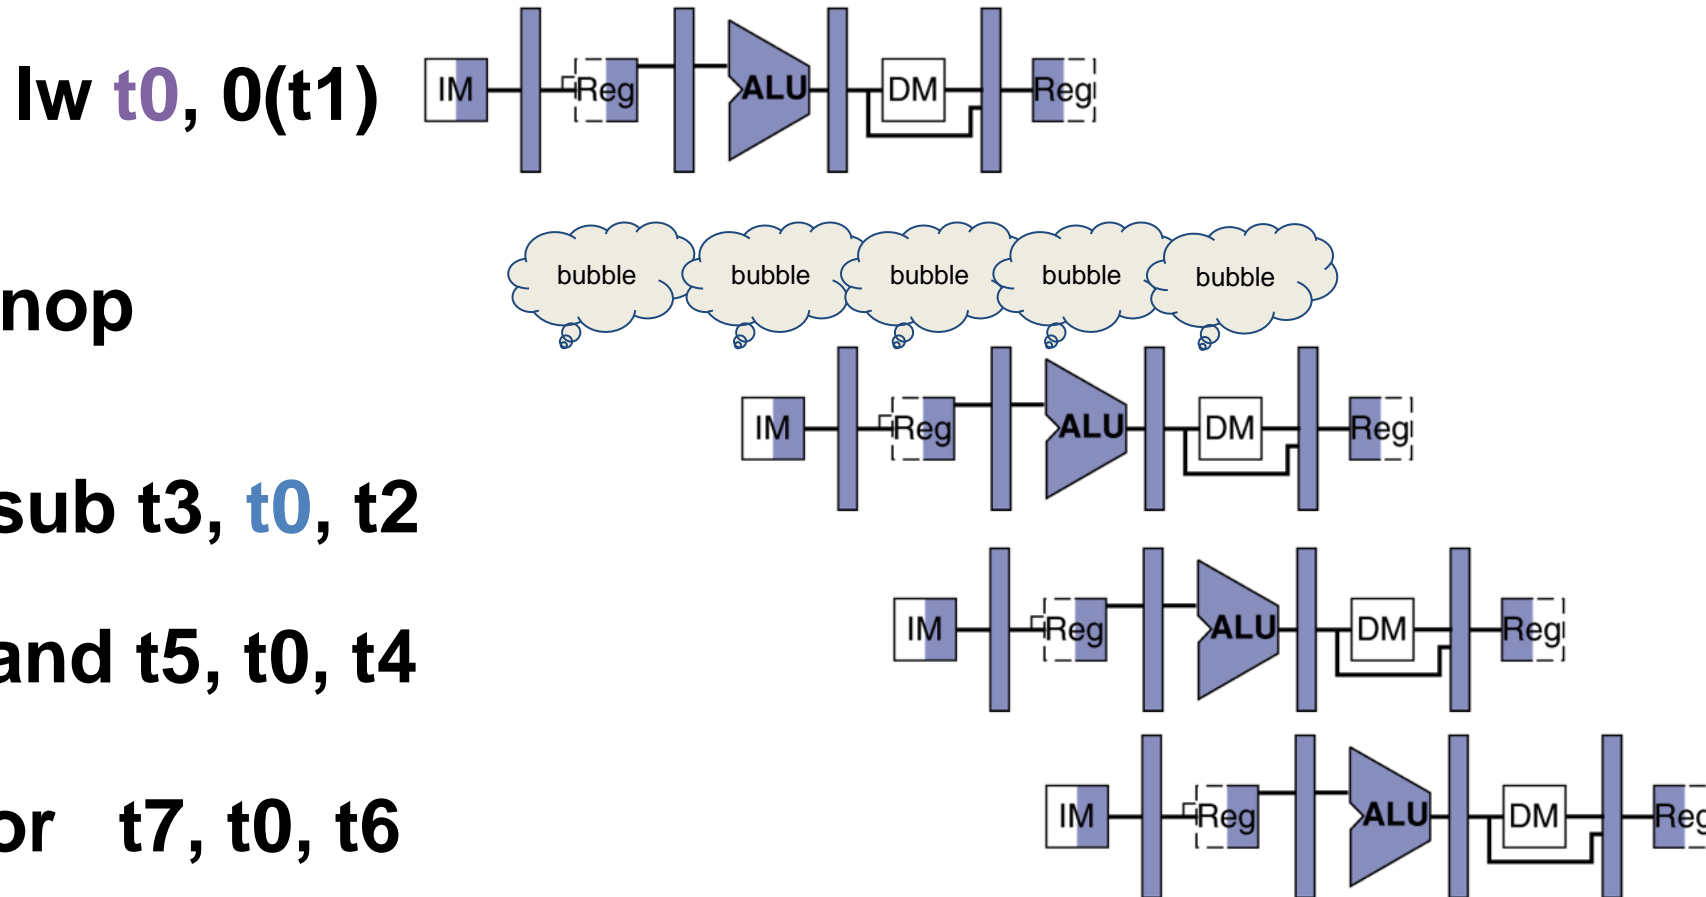 lw t0, 0(t1) IM Reg ALU DM Reg
nop bubble bubble bubble bubble bubble
sub t3, t0, t2 IM Reg ALU DM Reg
and t5, t0, t4 IM Reg ALU DM Reg
or t7, t0, t6 IM Reg ALU DM Reg